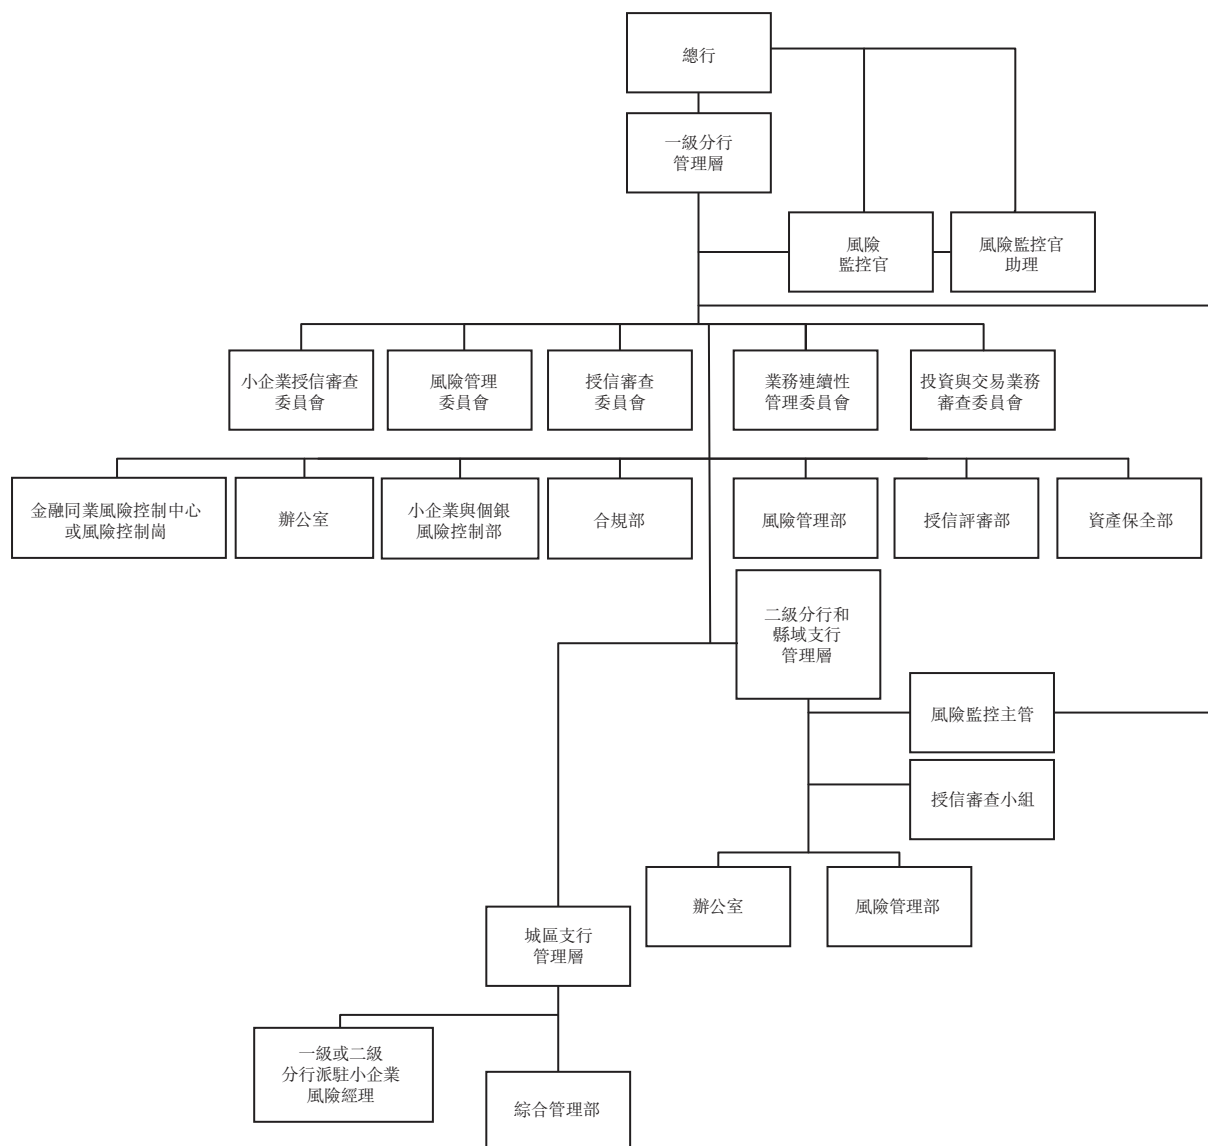 總行
一級分行
管理層
風險
監控官
風險監控官
助理
小企業授信審查
委員會
風險管理
委員會
授信審查
委員會
業務連續性
管理委員會
投資與交易業務
審查委員會
金融同業風險控制中心
或風險控制崗
辦公室
小企業與個銀
風險控制部
合規部
風險管理部
授信評審部
資產保全部
二級分行和
縣域支行
管理層
風險監控主管
授信審查小組
辦公室
風險管理部
城區支行
管理層
一級或二級
分行派駐小企業
風險經理
綜合管理部